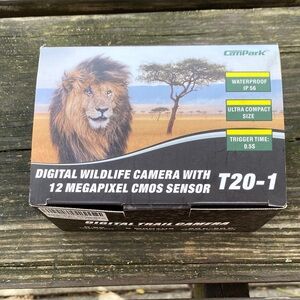 CamPark
WATERPROOF
IP 56
ULTRA COMPACT
SIZE
TRIGGER TIME:
0.5S
DIGITAL WILDLIFE CAMERA WITH
12 MEGAPIXEL CMOS SENSOR T20-1
DIGITAL TRAIL CAMERA